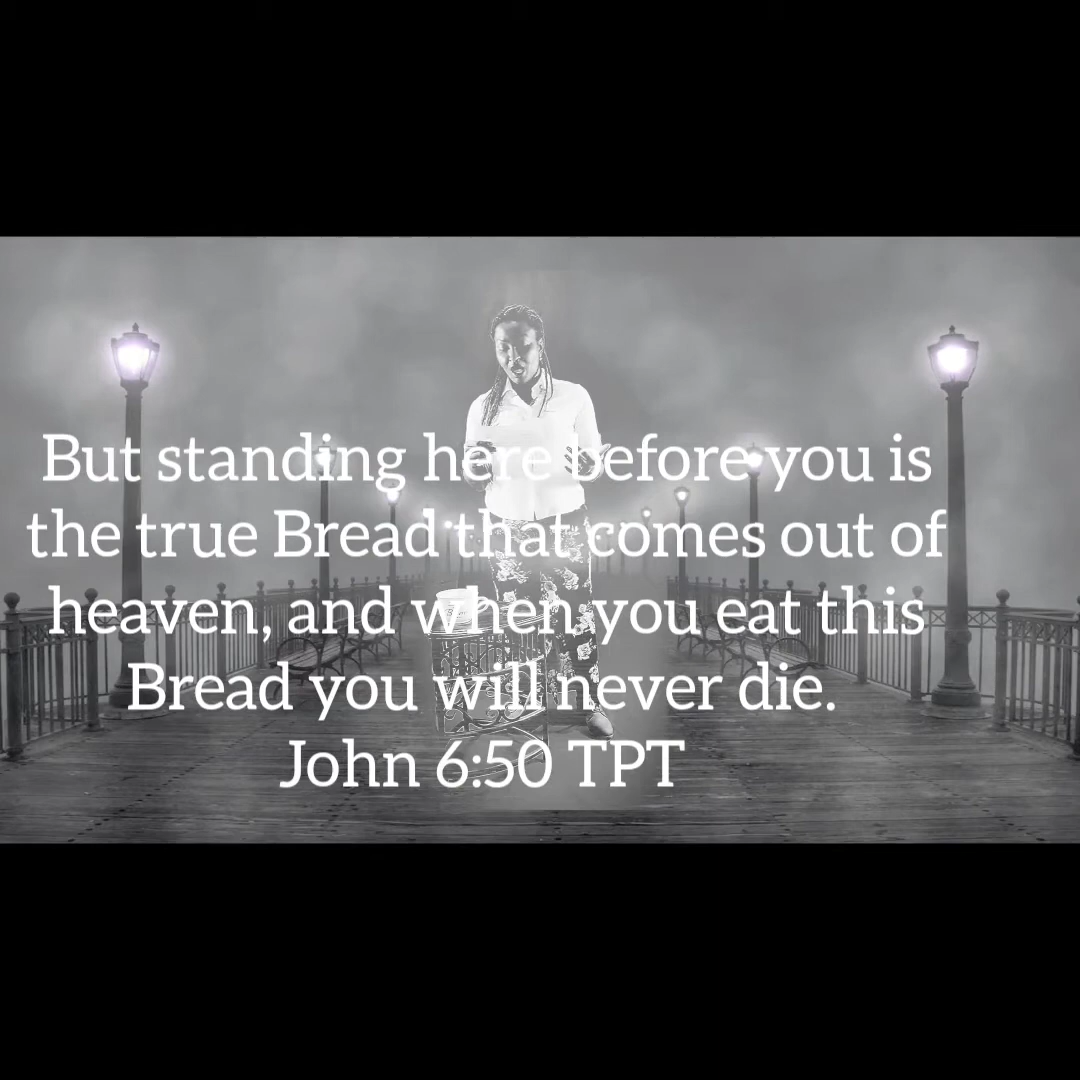 But standing here before you is
the true Bread that comes out of
heaven, and when you eat this
Bread you will never die.
John 6:50 TPT